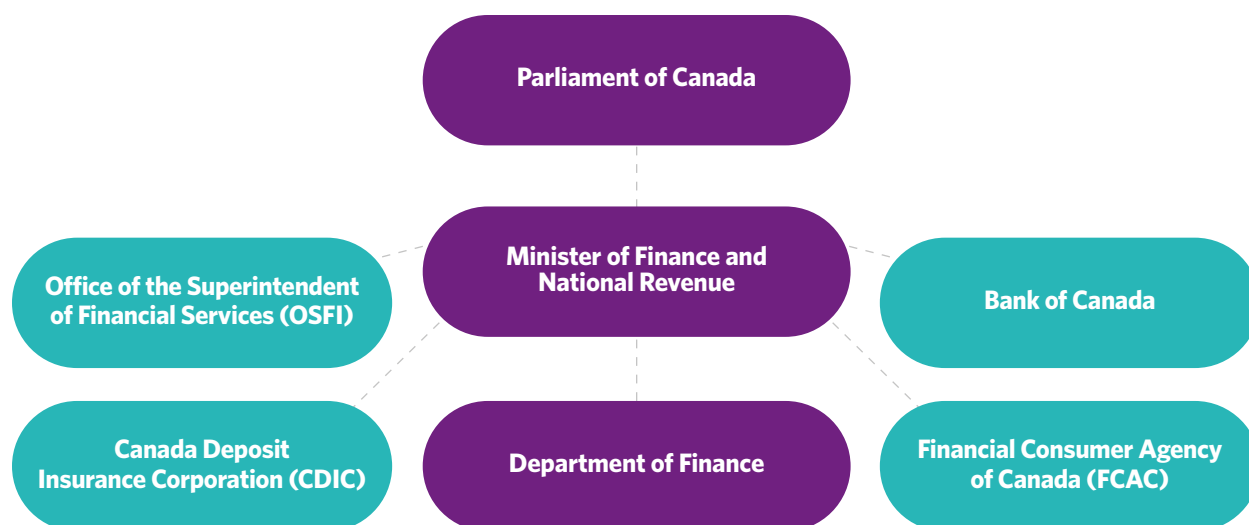 Parliament of Canada
Minister of Finance and
National Revenue
Office of the Superintendent
of Financial Services (OSFI)
Bank of Canada
Canada Deposit
Insurance Corporation (CDIC)
Department of Finance
Financial Consumer Agency
of Canada (FCAC)